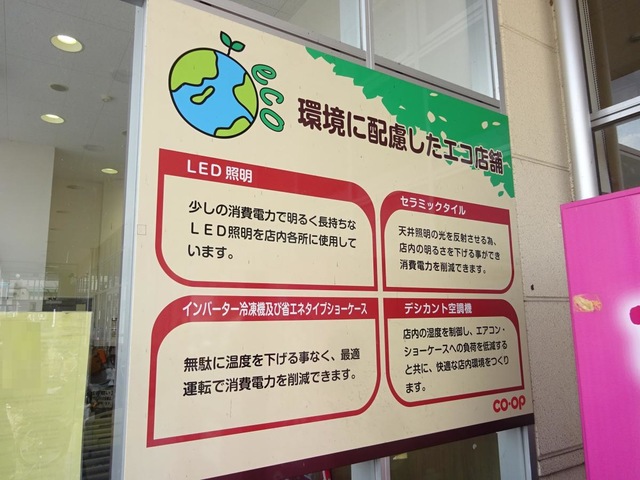 eco
環境に配慮したエコ店舗
LED照明
少しの消費電力で明るく長持ちな
LED照明を店内各所に使用して
います。
セラミックタイル
天井照明の光を反射させる為、
店内の明るさを下げる事ができ
消費電力を削減できます。
インバーター冷凍機及び省エネタイプショーケース
無駄に温度を下げる事なく、最適
運転で消費電力を削減できます。
デシカント空調機
店内の湿度を制御し、エアコン・
ショーケースへの負荷を低減する
と共に、快適な店内環境をつくり
ます。
CO・OP